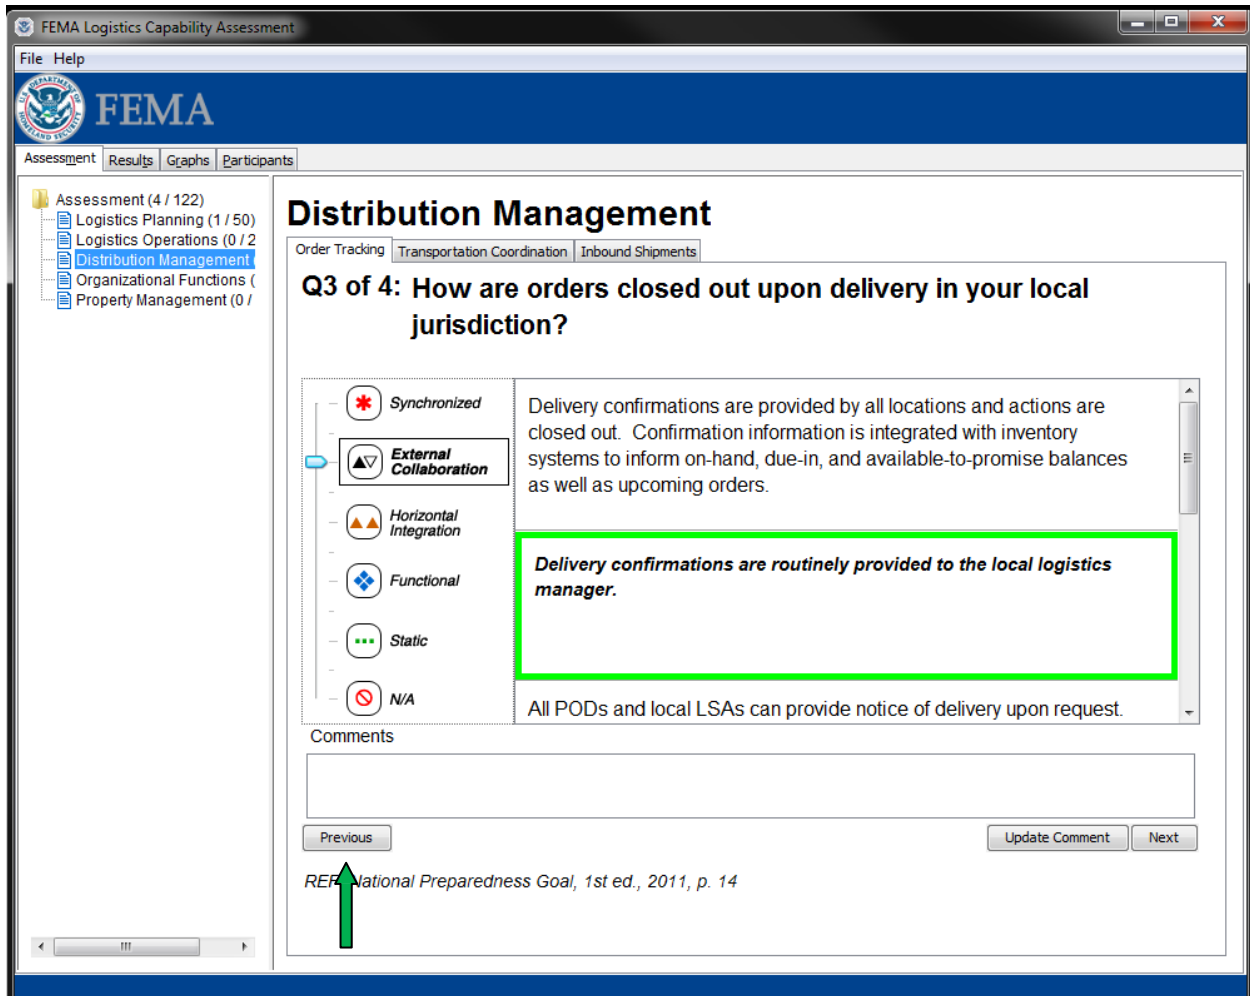 FEMA Logistics Capability Assessment
File Help
FEMA
Assessment Results Graphs Participants
Assessment (4 / 122)
Logistics Planning (1 / 50)
Logistics Operations (0 / 2
Distribution Management (
Organizational Functions (
Property Management (0 /
Distribution Management
Order Tracking Transportation Coordination Inbound Shipments
Q3 of 4: How are orders closed out upon delivery in your local
jurisdiction?
Synchronized
External
Collaboration
Horizontal
Integration
Functional
Static
N/A
Delivery confirmations are provided by all locations and actions are
closed out. Confirmation information is integrated with inventory
systems to inform on-hand, due-in, and available-to-promise balances
as well as upcoming orders.
Delivery confirmations are routinely provided to the local logistics
manager.
All PODs and local LSAs can provide notice of delivery upon request.
Comments
Previous Update Comment Next
National Preparedness Goal, 1st ed., 2011, p. 14